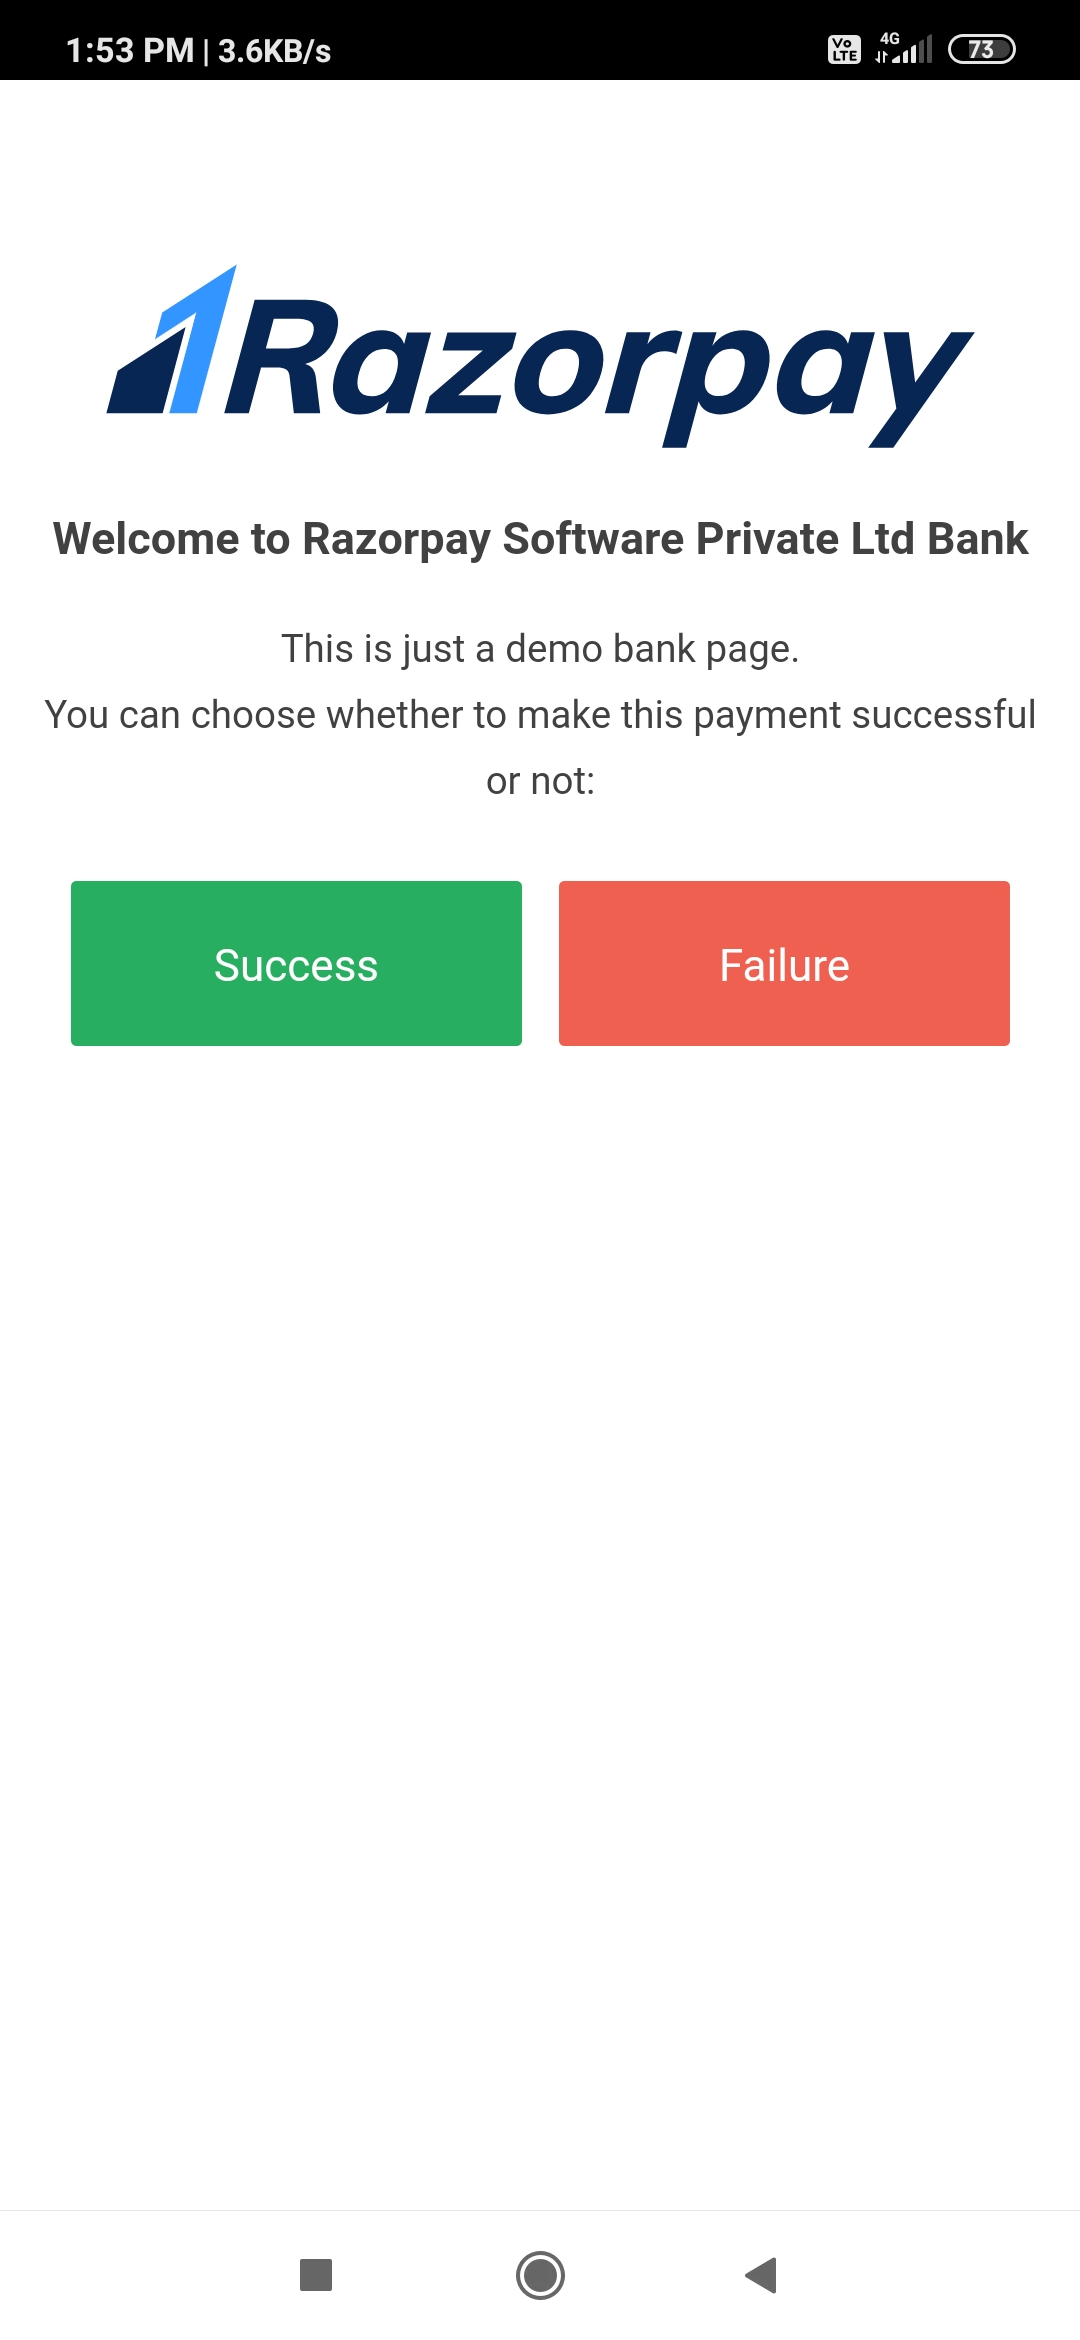 1:53 PM | 3.6KB/s Vo LTE 4G 73
Razorpay
Welcome to Razorpay Software Private Ltd Bank
This is just a demo bank page.
You can choose whether to make this payment successful
or not:
Success Failure